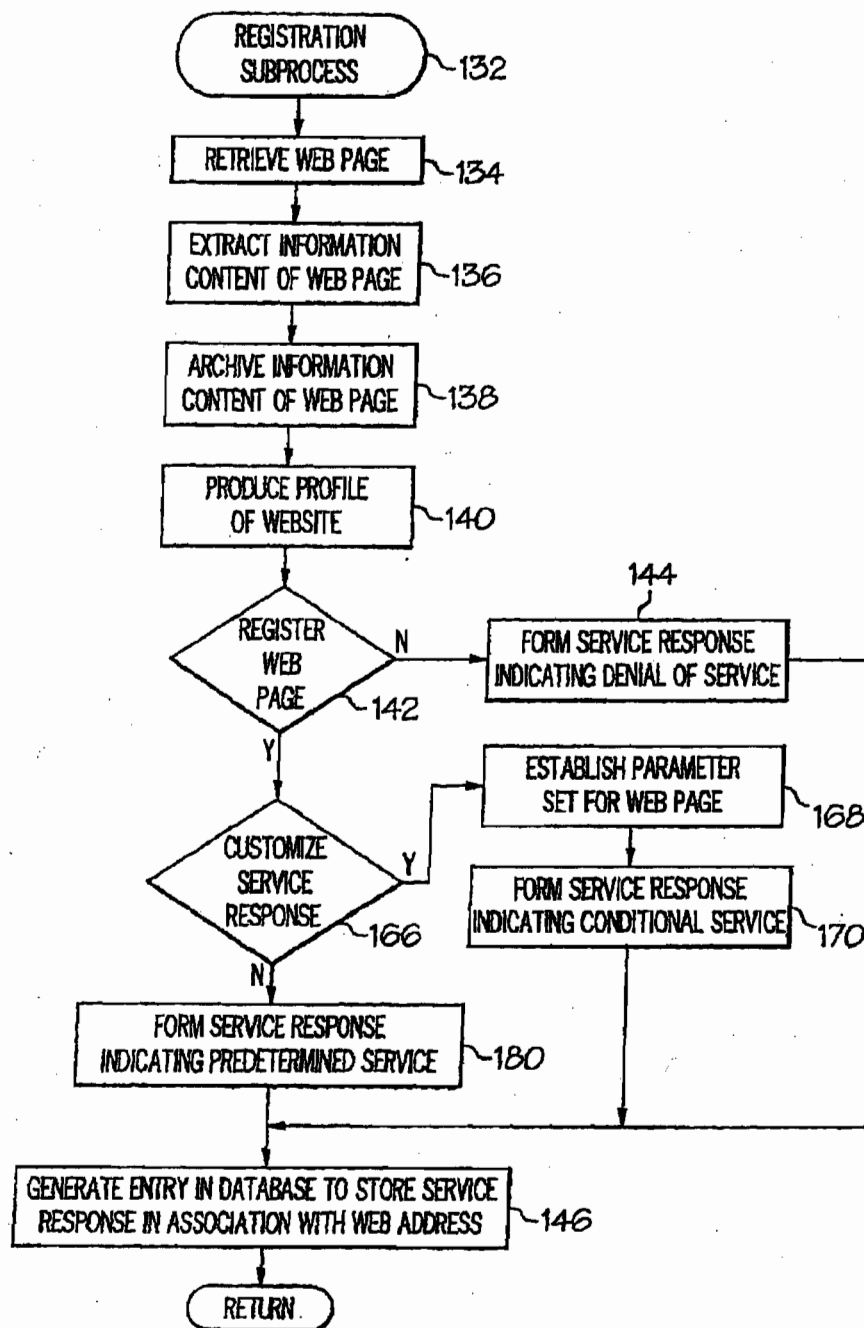 REGISTRATION
SUBPROCESS
132
RETRIEVE WEB PAGE
134
EXTRACT INFORMATION
CONTENT OF WEB PAGE
136
ARCHIVE INFORMATION
CONTENT OF WEB PAGE
138
PRODUCE PROFILE
OF WEBSITE
140
REGISTER
WEB
PAGE
142
N
Y
144
FORM SERVICE RESPONSE
INDICATING DENIAL OF SERVICE
CUSTOMIZE
SERVICE
RESPONSE
166
Y
N
ESTABLISH PARAMETER
SET FOR WEB PAGE
168
FORM SERVICE RESPONSE
INDICATING CONDITIONAL SERVICE
170
FORM SERVICE RESPONSE
INDICATING PREDETERMINED SERVICE
180
GENERATE ENTRY IN DATABASE TO STORE SERVICE
RESPONSE IN ASSOCIATION WITH WEB ADDRESS
146
RETURN